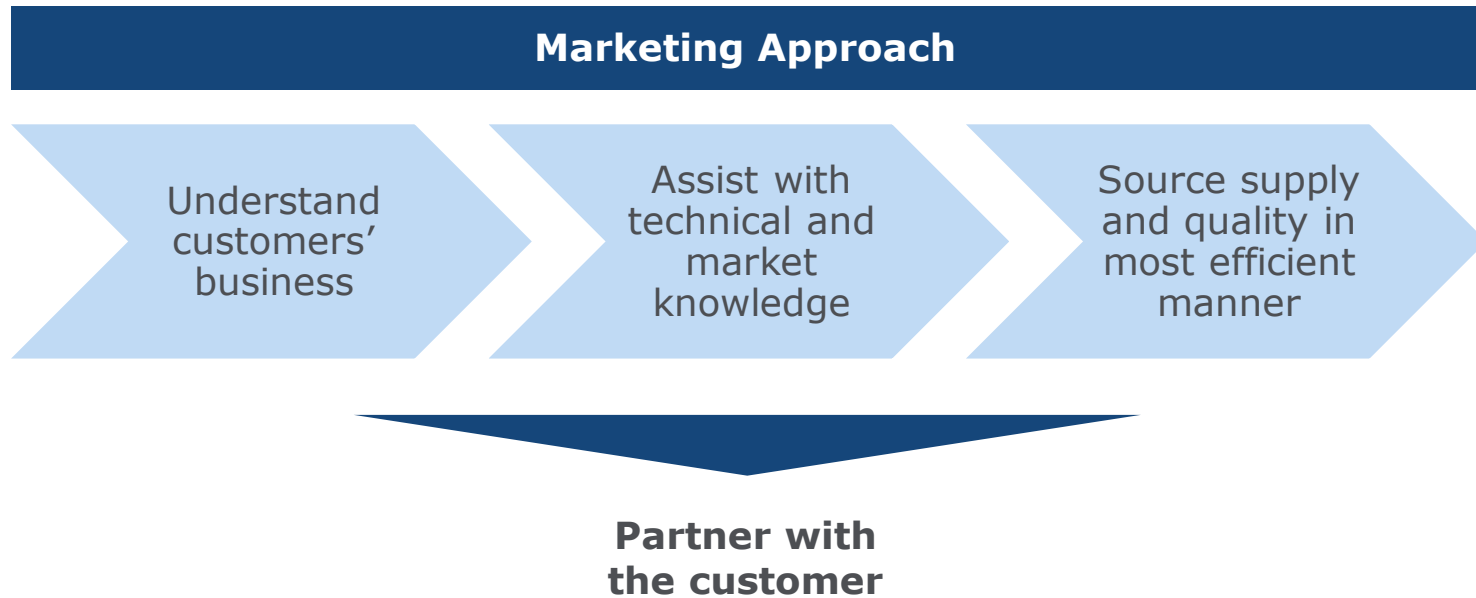 Marketing Approach
Understand
customers’
business
Assist with
technical and
market
knowledge
Source supply
and quality in
most efficient
manner
Partner with
the customer